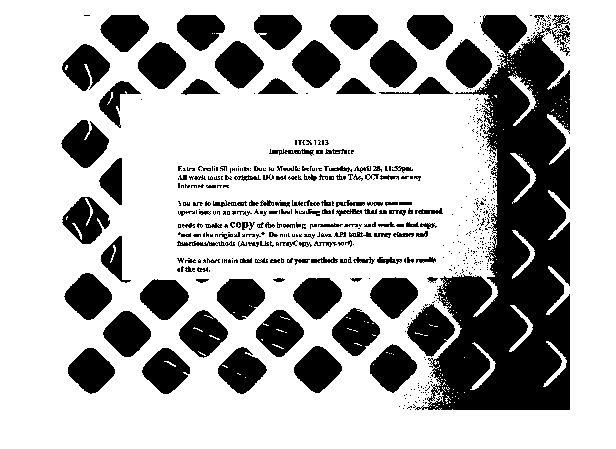 ITCS 1213
Implementing an Interface
Extra Credit 50 points: Due to Moodle before Tuesday, April 28, 11:55pm.
All work must be original. DO not seek help from the TAs, CCI tutors or any
Internet sources
You are to implement the following interface that performs some common
operations on an array. Any method heading that specifies that an array is returned
needs to make a copy of the incoming parameter array and work on that copy,
*not on the original array.* Do not use any Java API built-in array classes and
functions/methods (ArrayList, arrayCopy, Arrays.sort).
Write a short main that tests each of your methods and clearly displays the results
of the test.